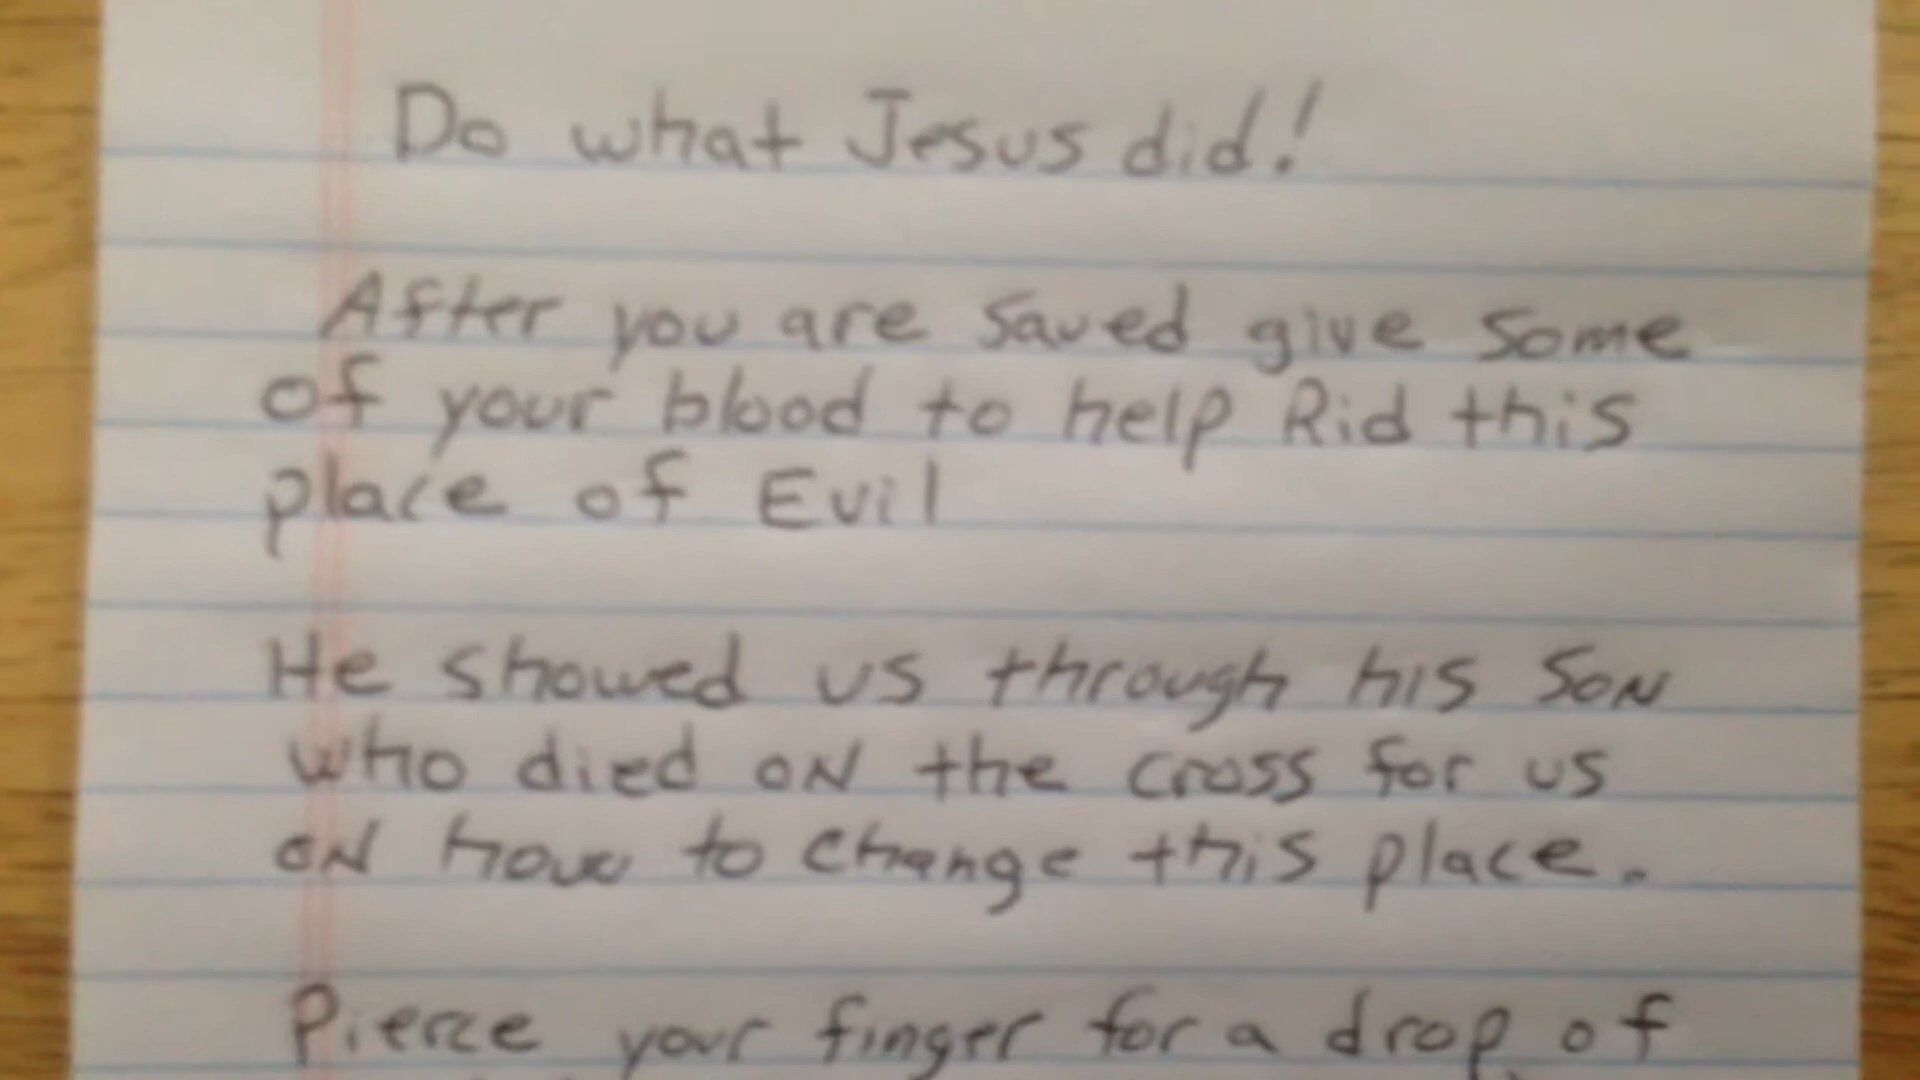 Do what Jesus did!
After you are saved give some
of your blood to help Rid this
place of Evil
He showed us through his SoN
who died oN the cross for us
oN how to change this place.
Pierce your finger for a drop of